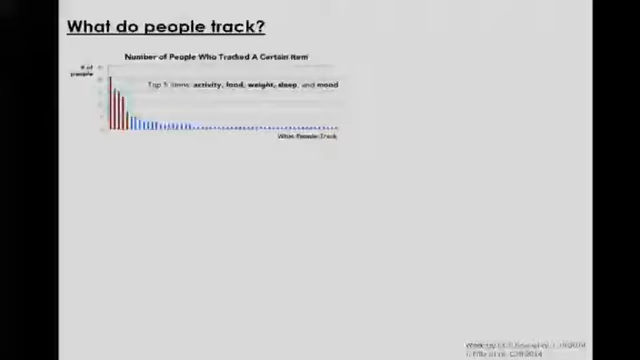 What do people track?
Number of People Who Tracked A Certain Item
# of
people
Top 5 items: activity, food, weight, sleep, and mood
What People Track